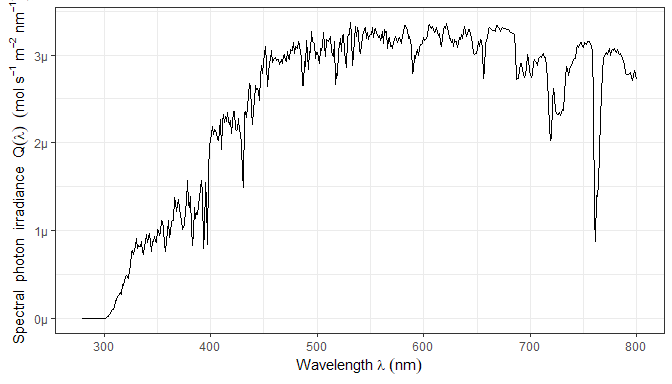 Spectral photon irradiance Q(λ) (mol s⁻¹ m⁻² nm⁻¹
3µ
2µ
1µ
0µ
300 400 500 600 700 800
Wavelength λ (nm)